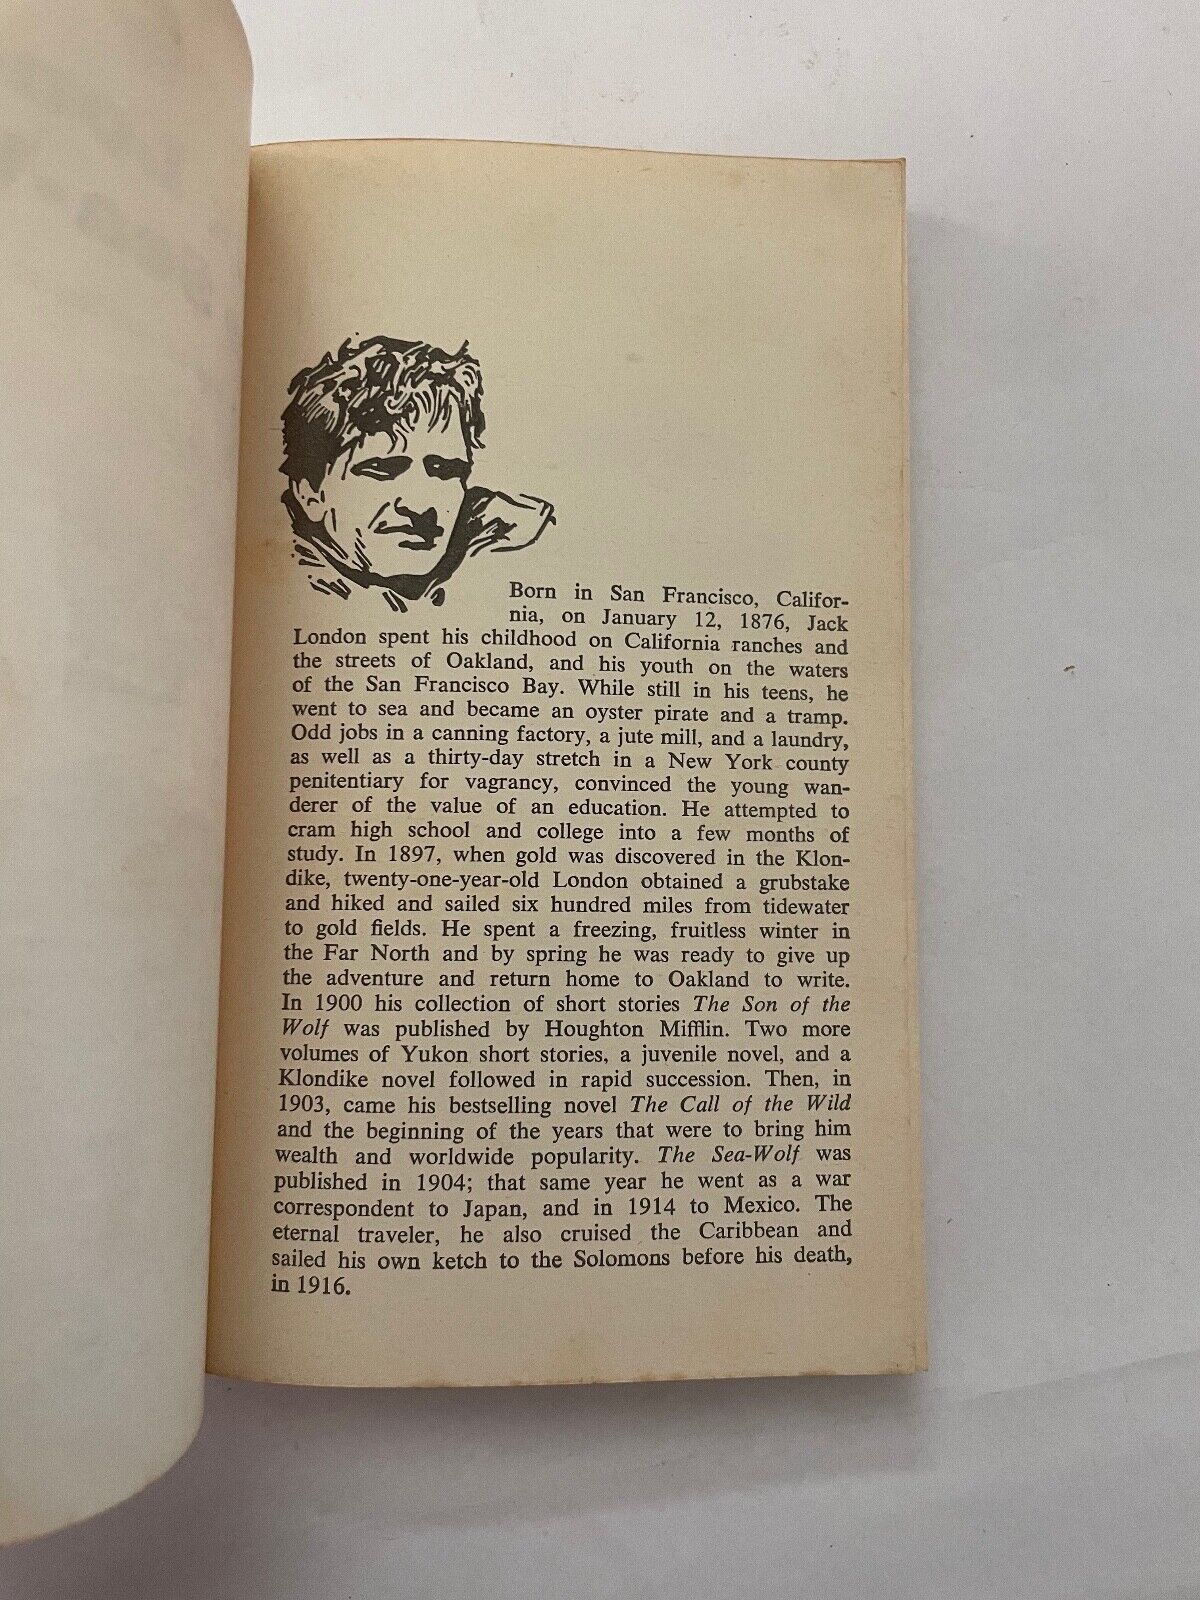 Born in San Francisco, Califor-
nia, on January 12, 1876, Jack
London spent his childhood on California ranches and
the streets of Oakland, and his youth on the waters
of the San Francisco Bay. While still in his teens, he
went to sea and became an oyster pirate and a tramp.
Odd jobs in a canning factory, a jute mill, and a laundry,
as well as a thirty-day stretch in a New York county
penitentiary for vagrancy, convinced the young wan-
derer of the value of an education. He attempted to
cram high school and college into a few months of
study. In 1897, when gold was discovered in the Klon-
dike, twenty-one-year-old London obtained a grubstake
and hiked and sailed six hundred miles from tidewater
to gold fields. He spent a freezing, fruitless winter in
the Far North and by spring he was ready to give up
the adventure and return home to Oakland to write.
In 1900 his collection of short stories The Son of the
Wolf was published by Houghton Mifflin. Two more
volumes of Yukon short stories, a juvenile novel, and a
Klondike novel followed in rapid succession. Then, in
1903, came his bestselling novel The Call of the Wild
and the beginning of the years that were to bring him
wealth and worldwide popularity. The Sea-Wolf was
published in 1904; that same year he went as a war
correspondent to Japan, and in 1914 to Mexico. The
eternal traveler, he also cruised the Caribbean and
sailed his own ketch to the Solomons before his death,
in 1916.